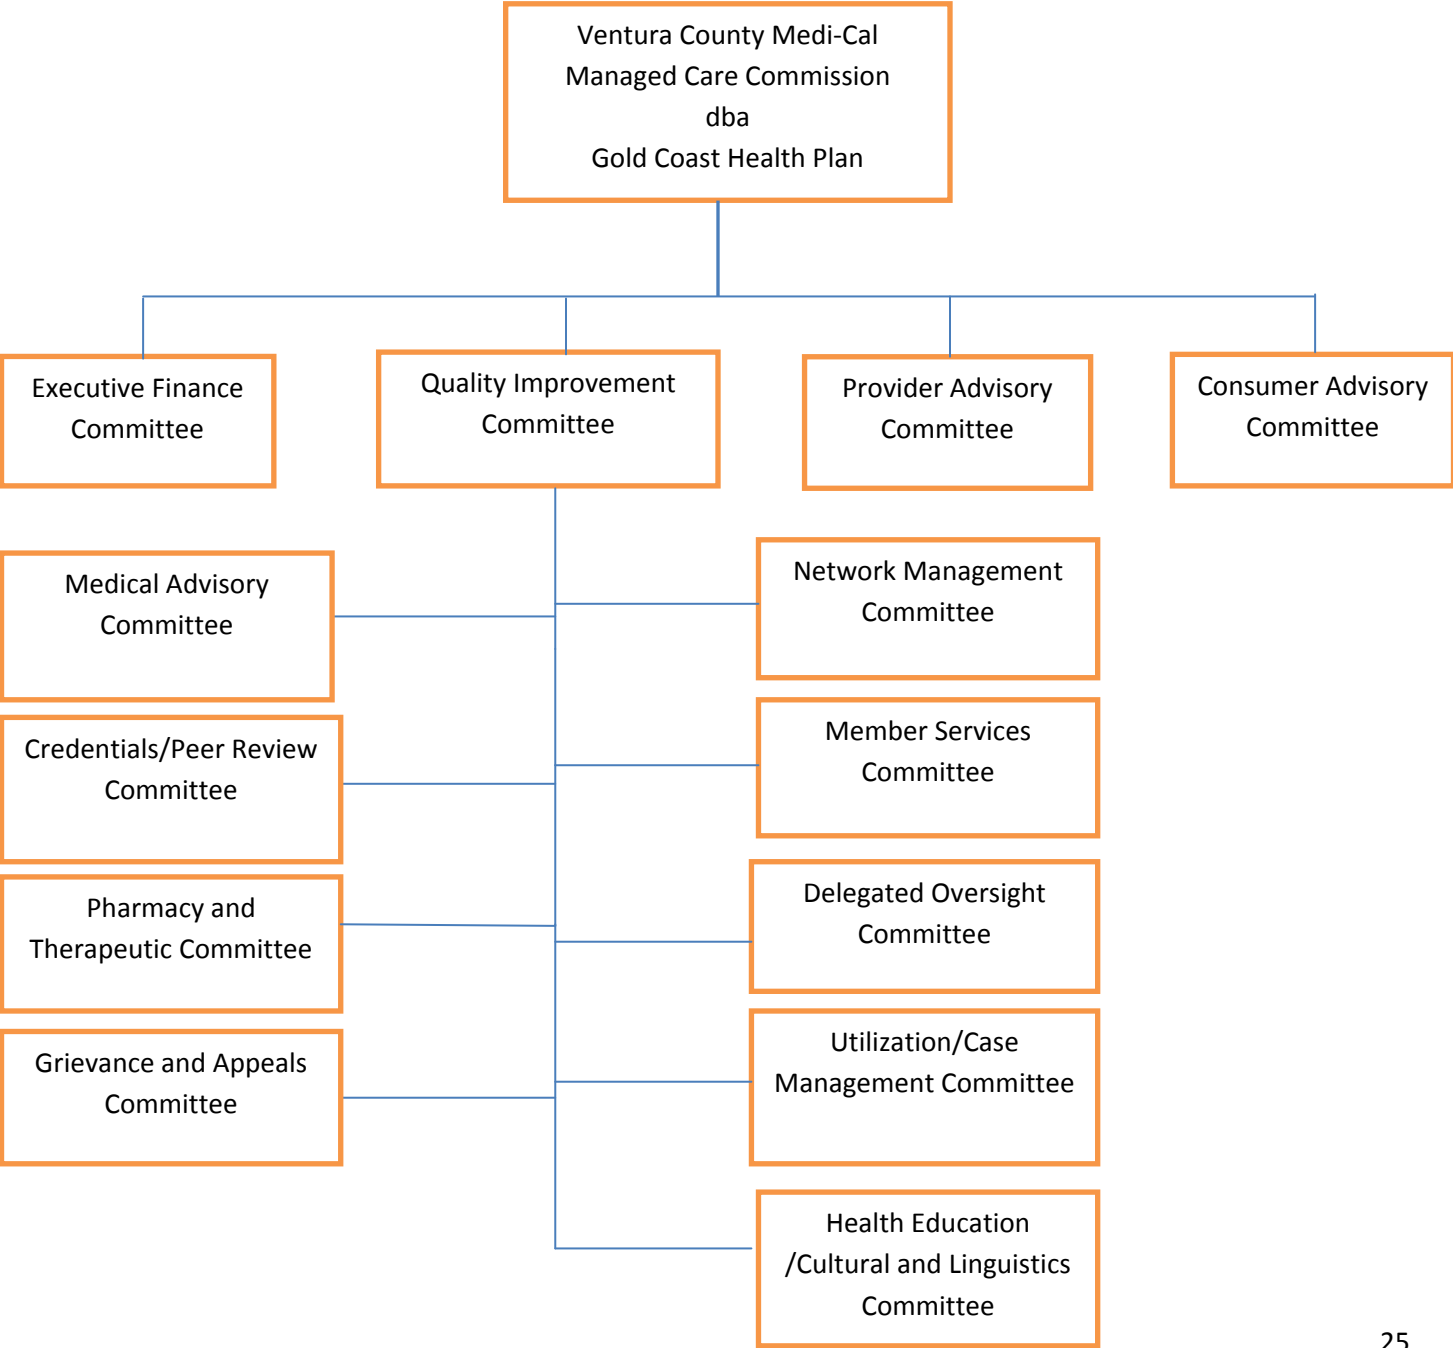 Ventura County Medi-Cal
Managed Care Commission
dba
Gold Coast Health Plan
Executive Finance
Committee
Quality Improvement
Committee
Provider Advisory
Committee
Consumer Advisory
Committee
Medical Advisory
Committee
Network Management
Committee
Credentials/Peer Review
Committee
Member Services
Committee
Pharmacy and
Therapeutic Committee
Delegated Oversight
Committee
Grievance and Appeals
Committee
Utilization/Case
Management Committee
Health Education
/Cultural and Linguistics
Committee
25